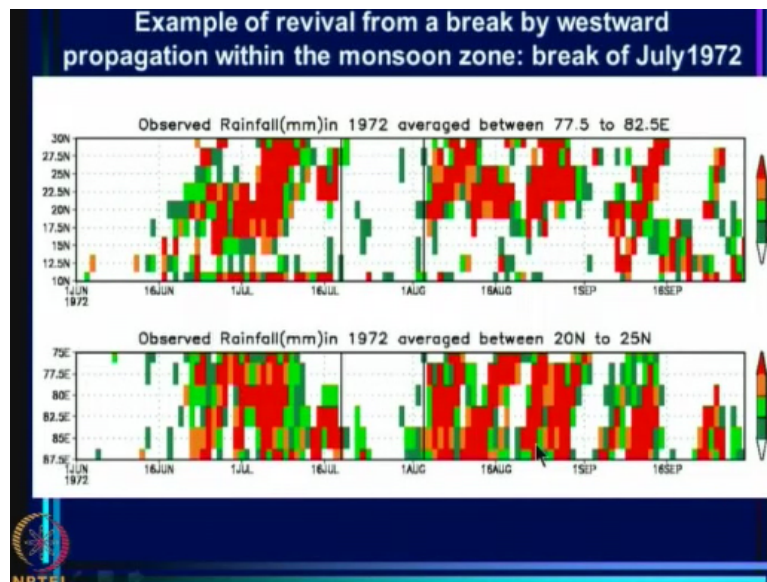 Example of revival from a break by westward
propagation within the monsoon zone: break of July1972
Observed Rainfall(mm)in 1972 averaged between 77.5 to 82.5E
30N
27.5N
25N
22.5N
20N
17.5N
15N
12.5N
10N
1JUN 16JUN 1JUL 16JUL 1AUG 16AUG 1SEP 16SEP
1972
Observed Rainfall(mm)in 1972 averaged between 20N to 25N
75E
77.5E
80E
82.5E
85E
87.5E
1JUN 16JUN 1JUL 16JUL 1AUG 16AUG 1SEP 16SEP
1972
NPTEL